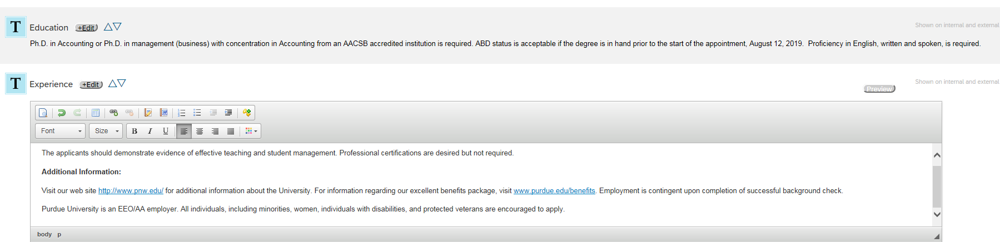 T Education +Edit Shown on internal and external
Ph.D. in Accounting or Ph.D. in management (business) with concentration in Accounting from an AACSB accredited institution is required. ABD status is acceptable if the degree is in hand prior to the start of the appointment, August 12, 2019.  Proficiency in English, written and spoken, is required.
T Experience +Edit Shown on internal and external
Preview
Font Size B I U
The applicants should demonstrate evidence of effective teaching and student management. Professional certifications are desired but not required.
Additional Information:
Visit our web site http://www.pnw.edu/ for additional information about the University. For information regarding our excellent benefits package, visit www.purdue.edu/benefits. Employment is contingent upon completion of successful background check.
Purdue University is an EEO/AA employer. All individuals, including minorities, women, individuals with disabilities, and protected veterans are encouraged to apply.
body p